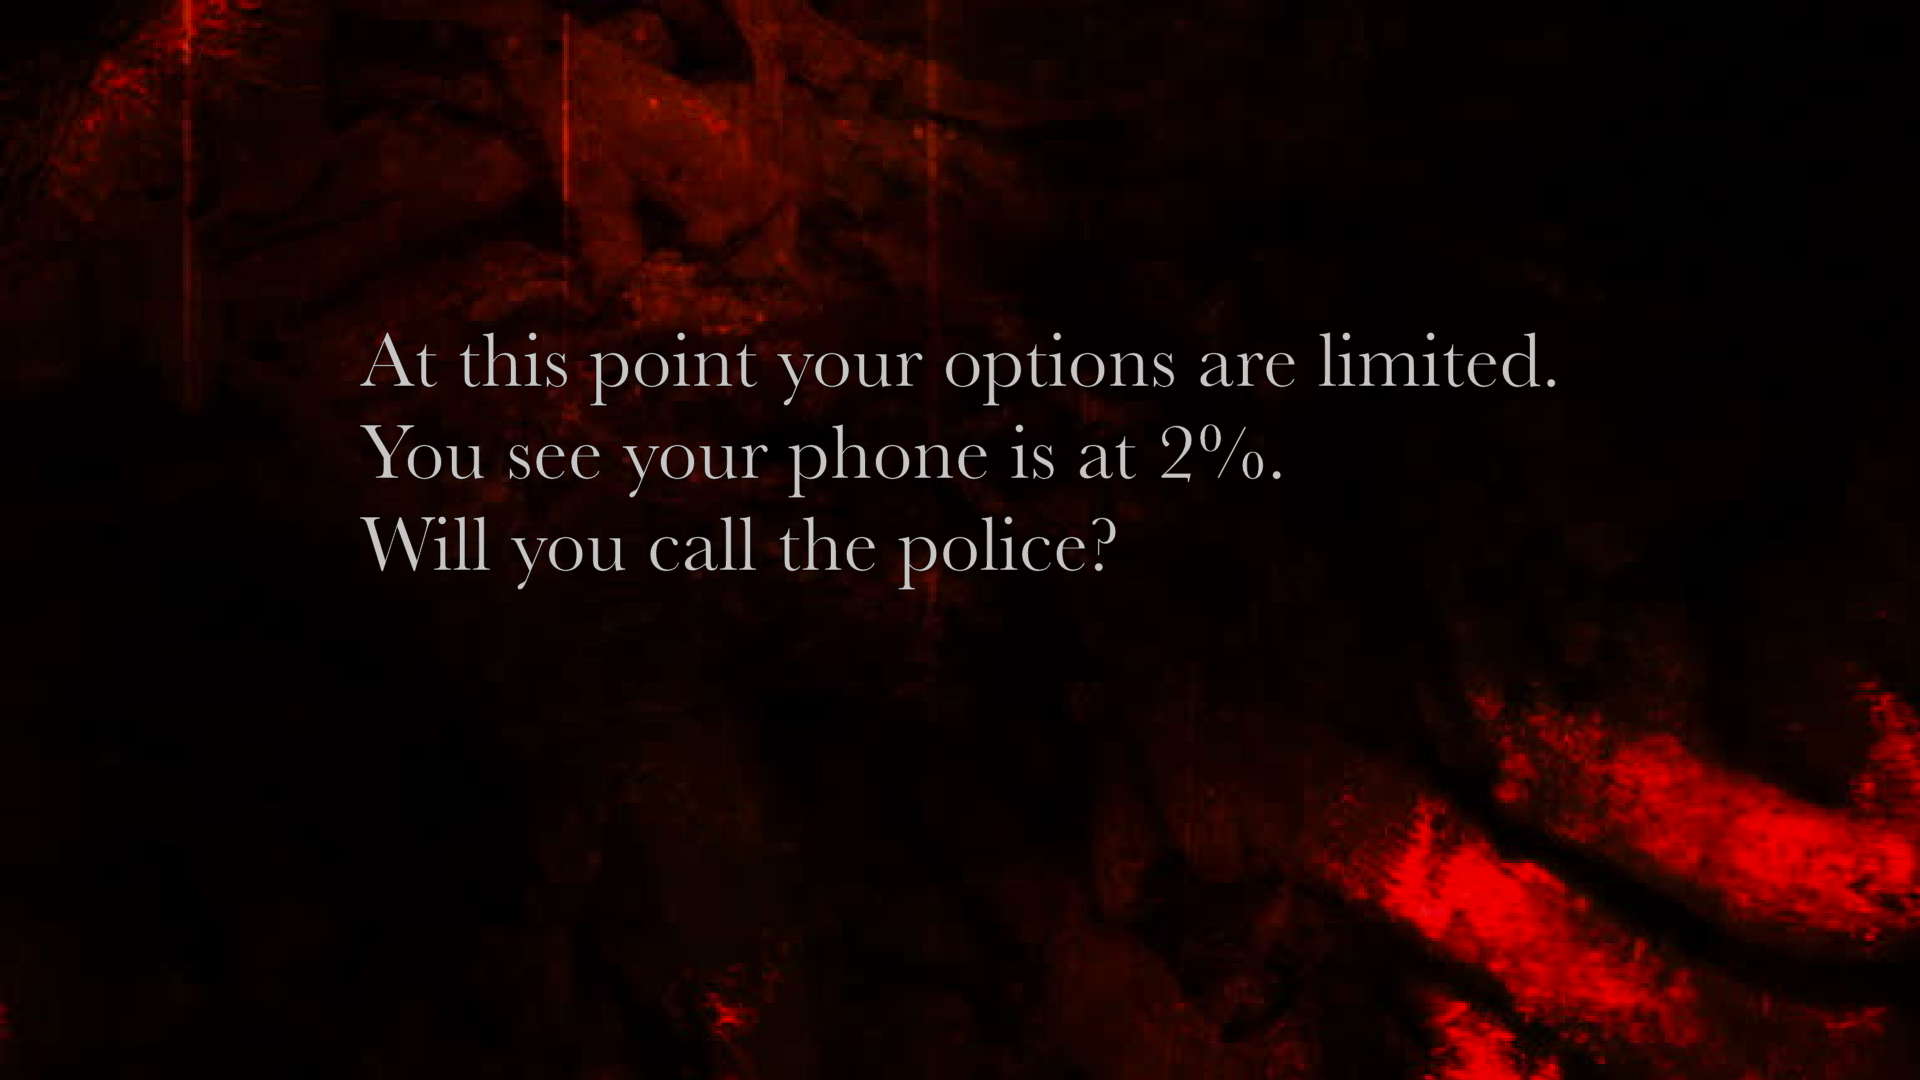 At this point your options are limited.
You see your phone is at 2%.
Will you call the police?